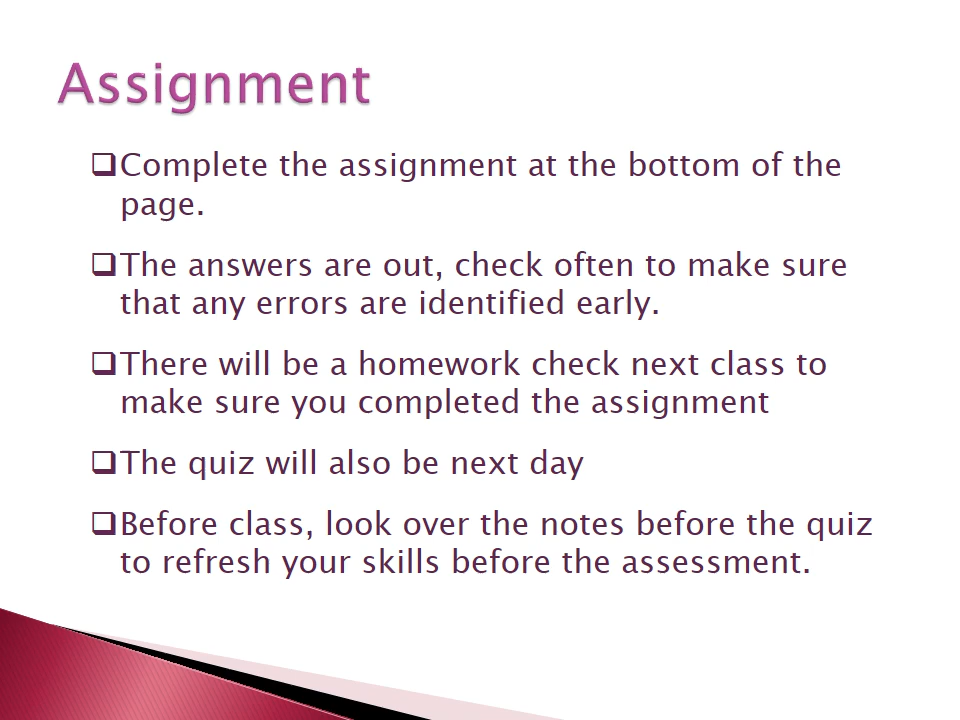 Assignment
❑Complete the assignment at the bottom of the
page.
❑The answers are out, check often to make sure
that any errors are identified early.
❑There will be a homework check next class to
make sure you completed the assignment
❑The quiz will also be next day
❑Before class, look over the notes before the quiz
to refresh your skills before the assessment.